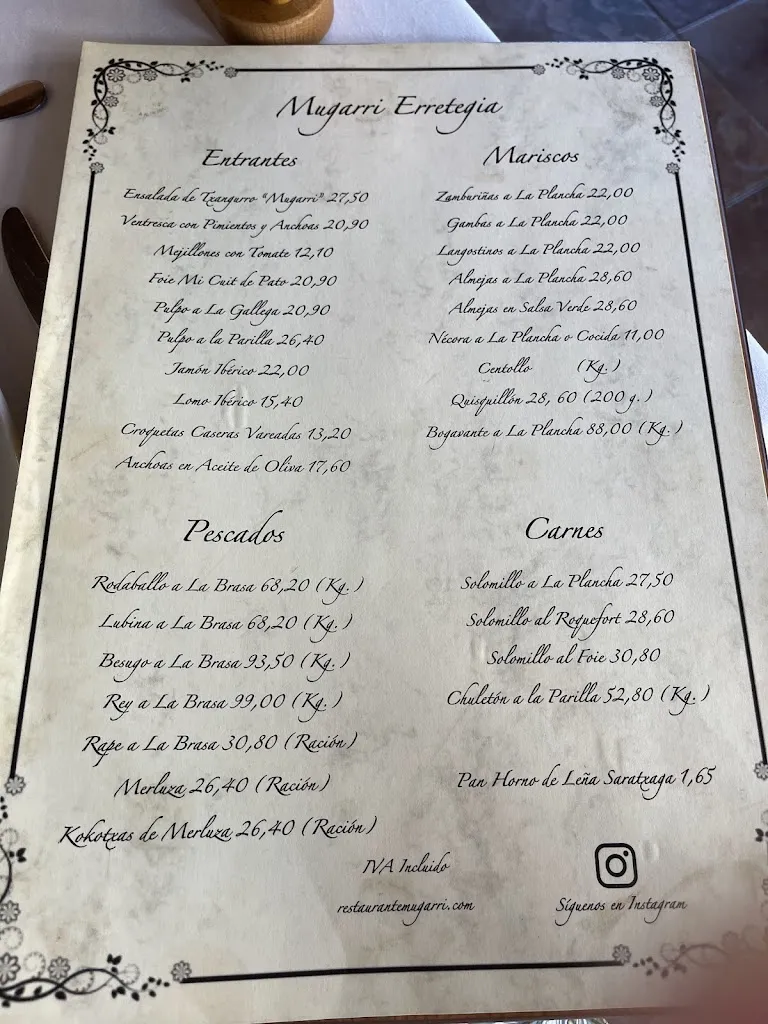 Mugarri Erretegia
Entrantes
Ensalada de Txangurro "Mugarri" 27,50
Ventresca con Pimientos y Anchoas 20,90
Mejillones con Tomate 12,10
Foie Mi Cuit de Pato 20,90
Pulpo a La Gallega 20,90
Pulpo a la Parilla 26,40
Jamón Ibérico 22,00
Lomo Ibérico 15,40
Croquetas Caseras Vareadas 13,20
Anchoas en Aceite de Oliva 17,60
Mariscos
Zamburiñas a La Plancha 22,00
Gambas a La Plancha 22,00
Langostinos a La Plancha 22,00
Almejas a La Plancha 28,60
Almejas en Salsa Verde 28,60
Nécora a La Plancha o Cocida 11,00
Centollo (Kg.)
Quisquillón 28, 60 (200 g.)
Bogavante a La Plancha 88,00 (Kg.)
Pescados
Rodaballo a La Brasa 68,20 (Kg.)
Lubina a La Brasa 68,20 (Kg.)
Besugo a La Brasa 93,50 (Kg.)
Rey a La Brasa 99,00 (Kg.)
Rape a La Brasa 30,80 (Ración)
Merluza 26,40 (Ración)
Kokotxas de Merluza 26,40 (Ración)
Carnes
Solomillo a La Plancha 27,50
Solomillo al Roquefort 28,60
Solomillo al Foie 30,80
Chuletón a la Parilla 52,80 (Kg.)
Pan Horno de Leña Saratxaga 1,65
IVA Incluido
restaurantemugarri.com
Síguenos en Instagram